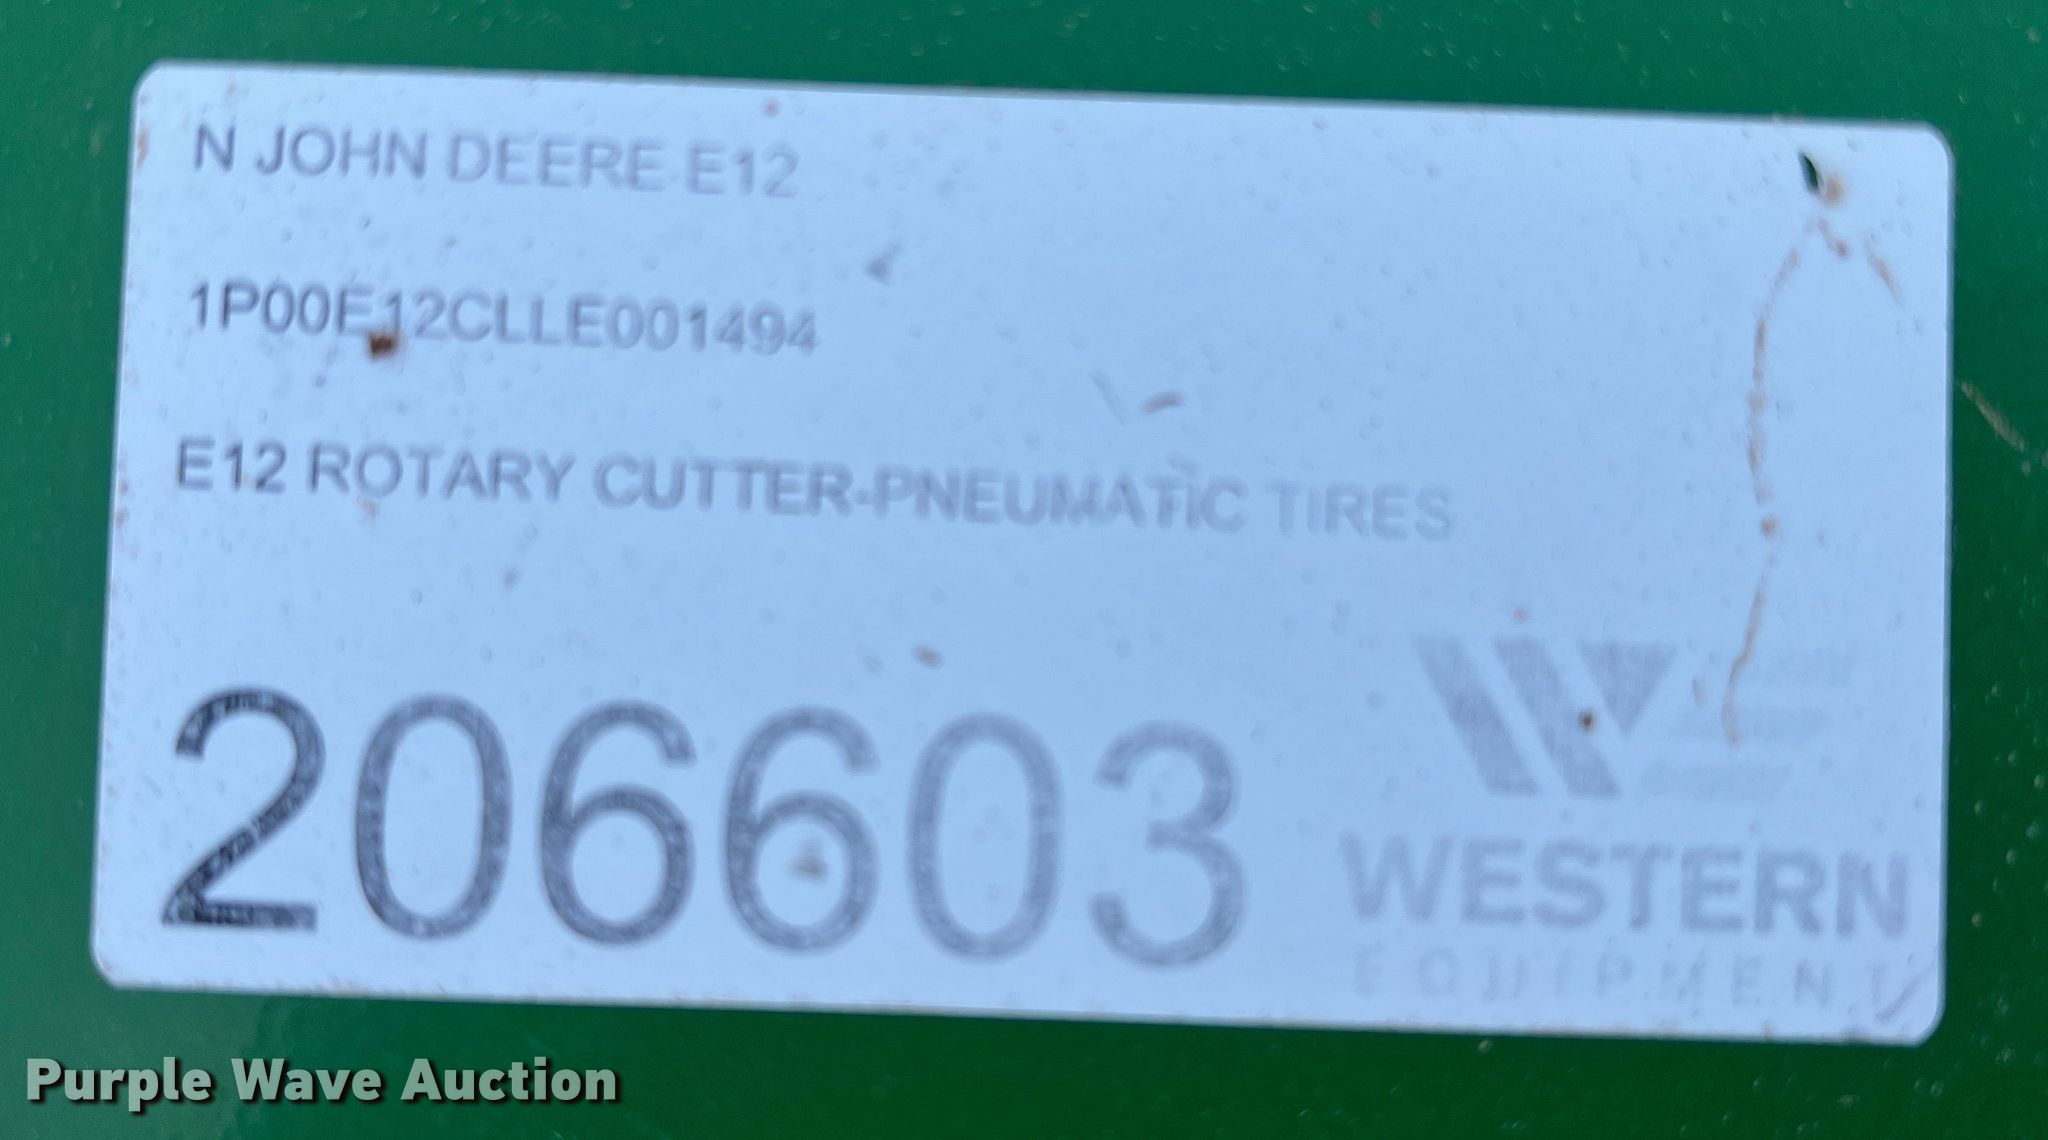 N JOHN DEERE E12
1P00E12CLLE001494
E12 ROTARY CUTTER-PNEUMATIC TIRES
206603
WESTERN
EQUIPMENT
Purple Wave Auction